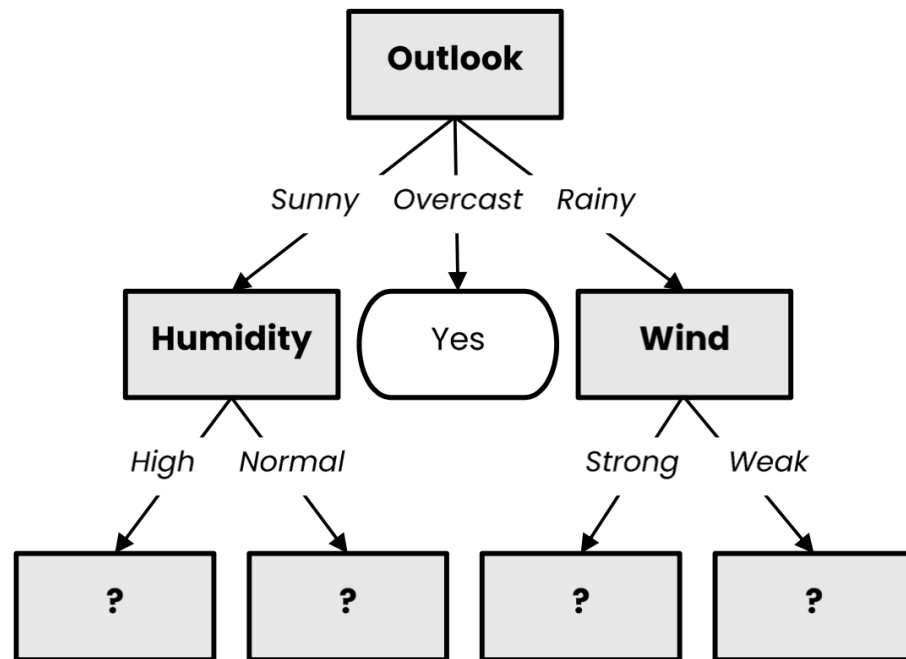 Outlook
Sunny Overcast Rainy
Humidity Yes Wind
High Normal Strong Weak
? ? ? ?